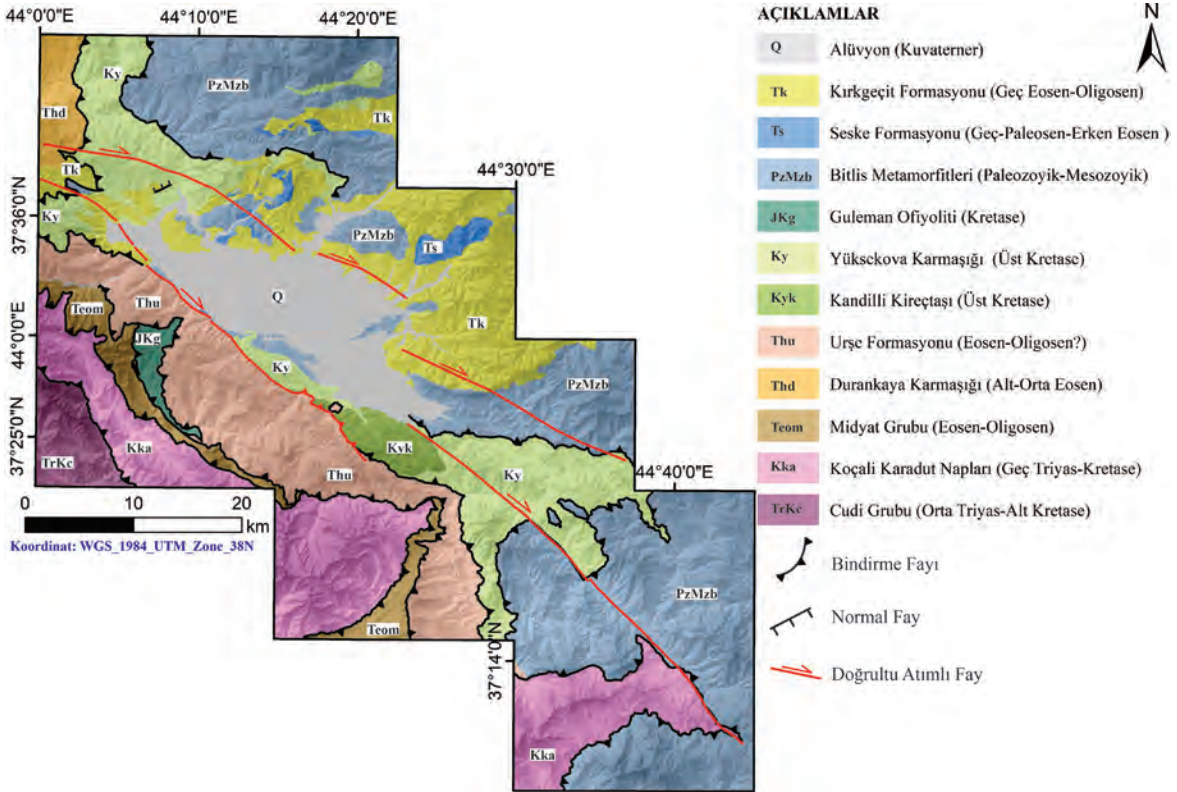 44°0'0"E
44°10'0"E
44°20'0"E
44°30'0"E
44°40'0"E
37°36'0"N
44°0'0"E
37°25'0"N
37°14'0"N
Ky
PzMzb
Thd
Tk
Tk
Ky
PzMzb
Ts
Q
Thu
Teom
JKg
Tk
Ky
PzMzb
Kka
Kyk
TrKc
Thu
Ky
PzMzb
Teom
Kka
0 10 20
km
Koordinat: WGS_1984_UTM_Zone_38N
N
AÇIKLAMLAR
Q Alüvyon (Kuvaterner)
Tk Kırkgeçit Formasyonu (Geç Eosen-Oligosen)
Ts Seske Formasyonu (Geç-Paleosen-Erken Eosen )
PzMzb Bitlis Metamorfitleri (Paleozoyik-Mesozoyik)
JKg Guleman Ofiyoliti (Kretase)
Ky Yüksekova Karmaşığı (Üst Kretase)
Kyk Kandilli Kireçtaşı (Üst Kretase)
Thu Urşe Formasyonu (Eosen-Oligosen?)
Thd Durankaya Karmaşığı (Alt-Orta Eosen)
Teom Midyat Grubu (Eosen-Oligosen)
Kka Koçali Karadut Napları (Geç Triyas-Kretase)
TrKc Cudi Grubu (Orta Triyas-Alt Kretase)
Bindirme Fayı
Normal Fay
Doğrultu Atımlı Fay